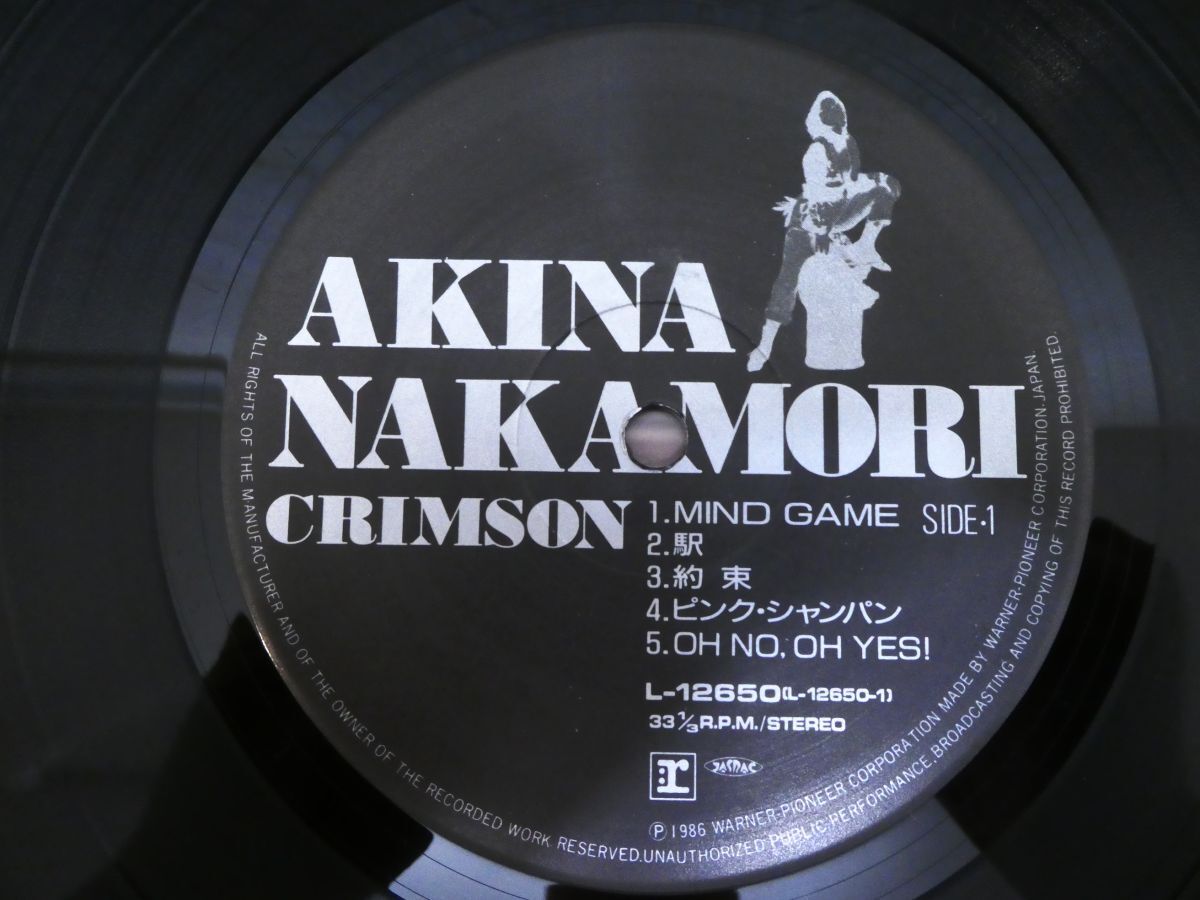 AKINA
NAKAMORI
CRIMSON
SIDE·1
1.MIND GAME
2.駅
3.約束
4.ピンク・シャンパン
5.OH NO, OH YES!
L-12650(L-12650-1)
33 1/3 R.P.M./STEREO
r
JASRAC
Ⓟ 1986 WARNER-PIONEER CORPORATION MADE BY WARNER-PIONEER CORPORATION.JAPAN.
ALL RIGHTS OF THE MANUFACTURER AND OF THE OWNER OF THE RECORDED WORK RESERVED.UNAUTHORIZED PUBLIC PERFORMANCE.BROADCASTING AND COPYING OF THIS RECORD PROHIBITED.